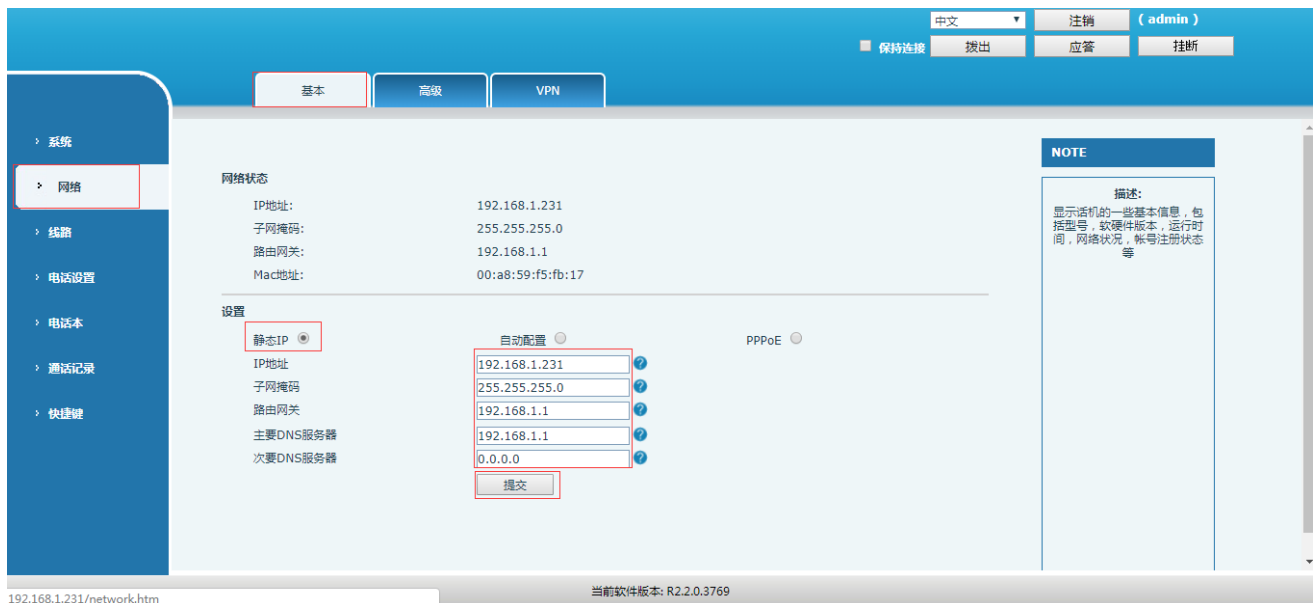 中文 注销 ( admin )
保持连接 拨出 应答 挂断
基本 高级 VPN
系统
网络
线路
电话设置
电话本
通话记录
快捷键
网络状态
IP地址: 192.168.1.231
子网掩码: 255.255.255.0
路由网关: 192.168.1.1
Mac地址: 00:a8:59:f5:fb:17
设置
静态IP 自动配置 PPPoE
IP地址 192.168.1.231 ?
子网掩码 255.255.255.0 ?
路由网关 192.168.1.1 ?
主要DNS服务器 192.168.1.1 ?
次要DNS服务器 0.0.0.0 ?
提交
NOTE
描述:
显示话机的一些基本信息，包
括型号，软硬件版本，运行时
间，网络状况，帐号注册状态
等
当前软件版本: R2.2.0.3769
192.168.1.231/network.htm